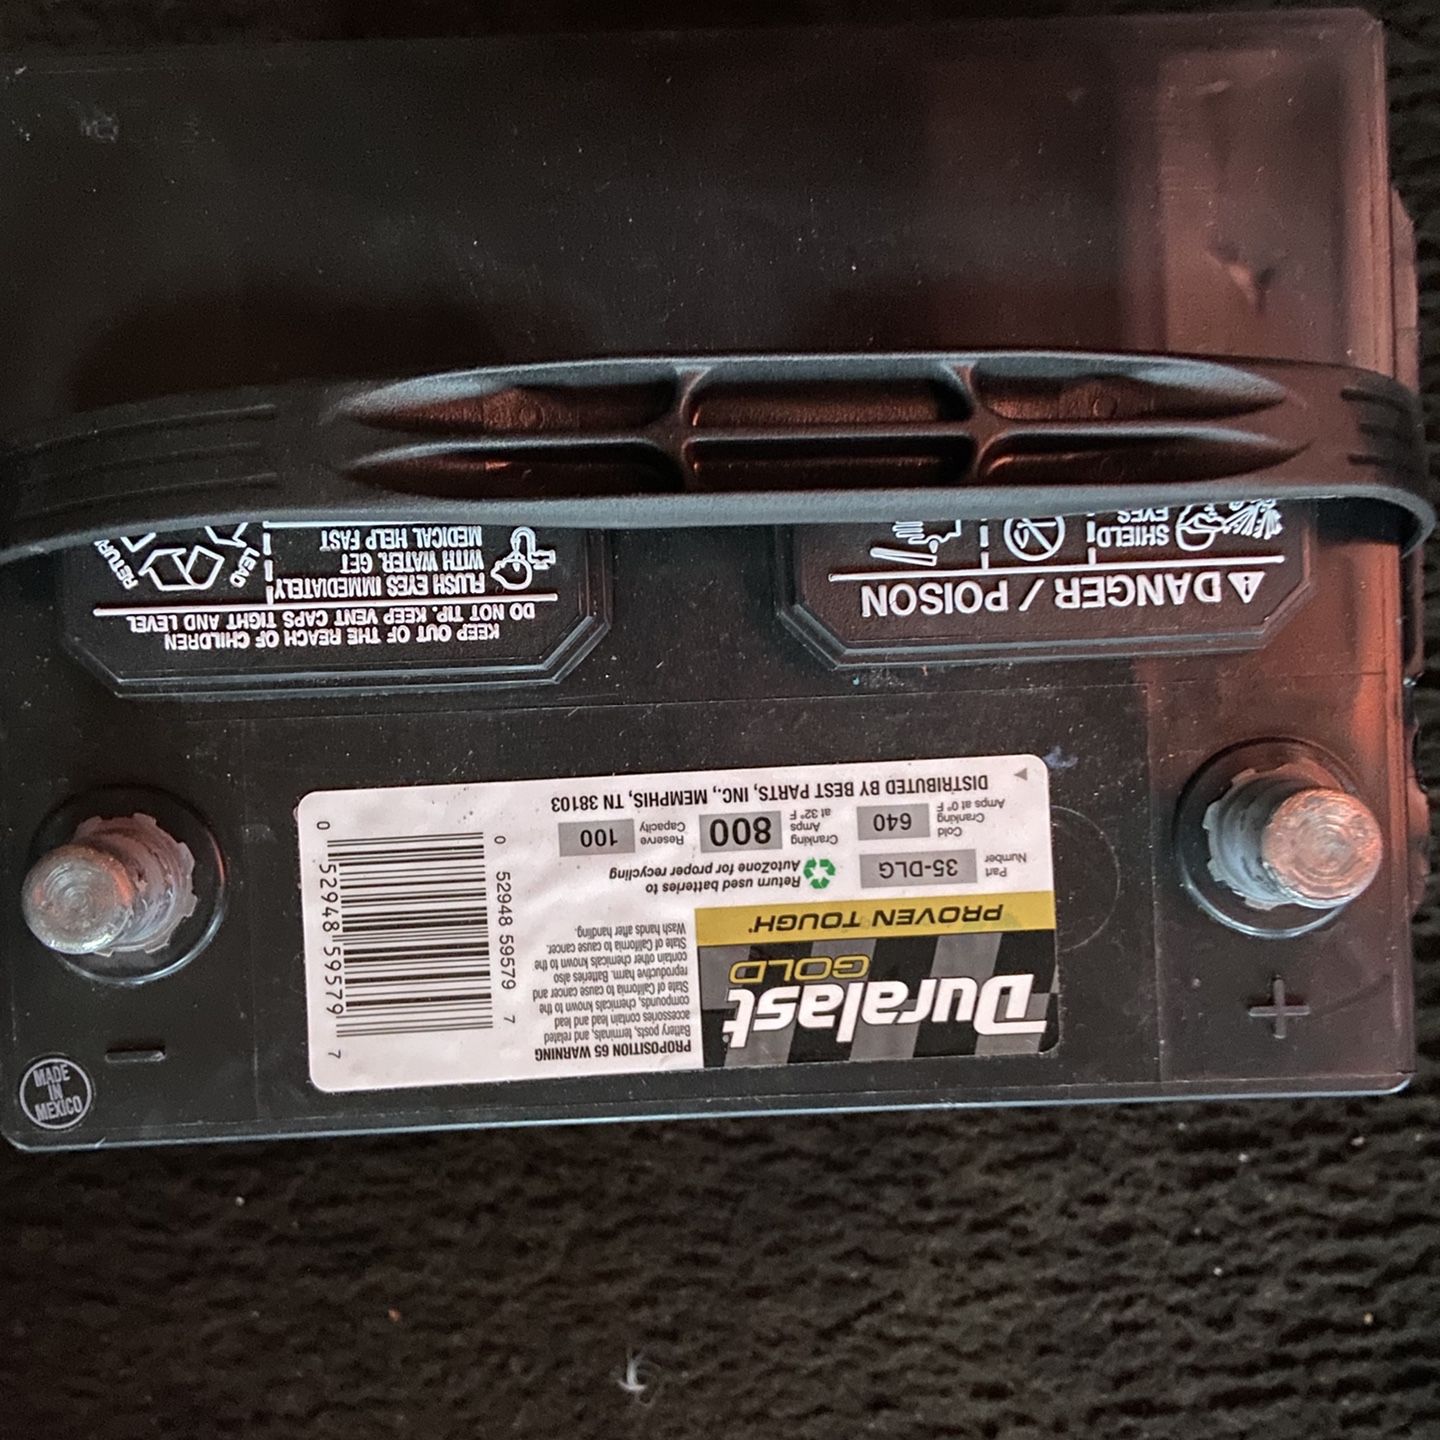 Duralast
GOLD
PROVEN TOUGH
Part
Number
35-DLG
Cold
Cranking
Amps at 0° F
640
Return used batteries to
AutoZone for proper recycling
Cranking
Amps
at 32° F
800
Reserve
Capacity
100
DISTRIBUTED BY BEST PARTS, INC., MEMPHIS, TN 38103
PROPOSITION 65 WARNING
Battery posts, terminals, and related
accessories contain lead and lead
compounds, chemicals known to the
State of California to cause cancer and
reproductive harm. Batteries also
contain other chemicals known to the
State of California to cause cancer.
Wash hands after handling.
0 52948 59579 7
0 52948 59579 7
+
−
MADE
IN
MEXICO
DANGER / POISON
SHIELD
EYES
KEEP OUT OF THE REACH OF CHILDREN
DO NOT TIP. KEEP VENT CAPS TIGHT AND LEVEL
FLUSH EYES IMMEDIATELY
WITH WATER. GET
MEDICAL HELP FAST
LEAD
RETURN